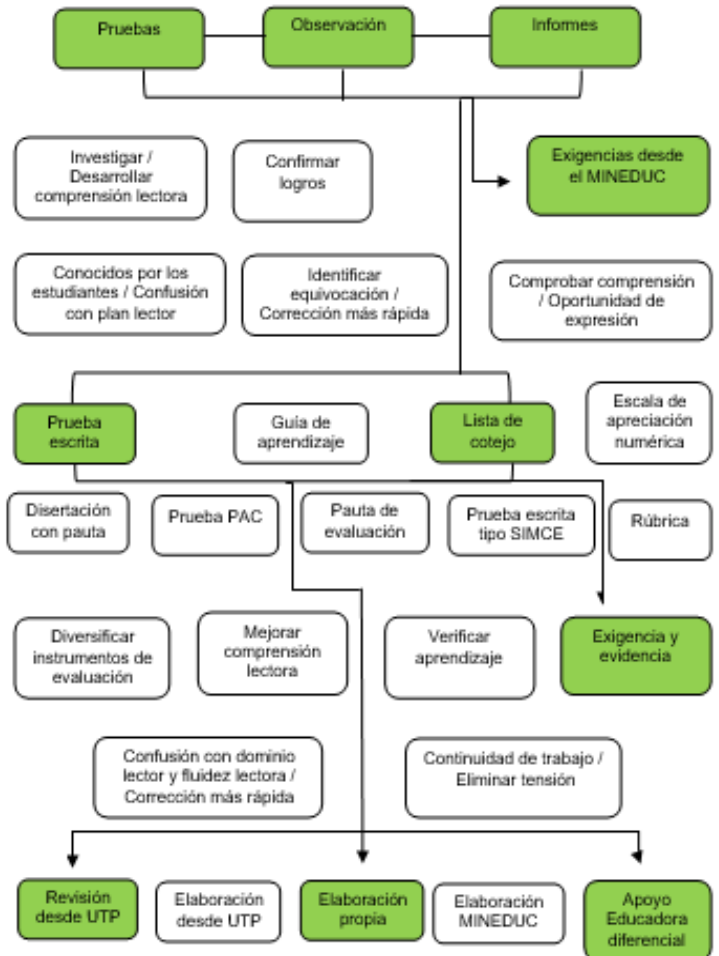 Pruebas
Observación
Informes
Investigar /
Desarrollar
comprensión lectora
Confirmar
logros
Exigencias desde
el MINEDUC
Conocidos por los
estudiantes / Confusión
con plan lector
Identificar
equivocación /
Corrección más rápida
Comprobar comprensión
/ Oportunidad de
expresión
Prueba
escrita
Guía de
aprendizaje
Lista de
cotejo
Escala de
apreciación
numérica
Disertación
con pauta
Prueba PAC
Pauta de
evaluación
Prueba escrita
tipo SIMCE
Rúbrica
Diversificar
instrumentos de
evaluación
Mejorar
comprensión
lectora
Verificar
aprendizaje
Exigencia y
evidencia
Confusión con dominio
lector y fluidez lectora /
Corrección más rápida
Continuidad de trabajo /
Eliminar tensión
Revisión
desde UTP
Elaboración
desde UTP
Elaboración
propia
Elaboración
MINEDUC
Apoyo
Educadora
diferencial